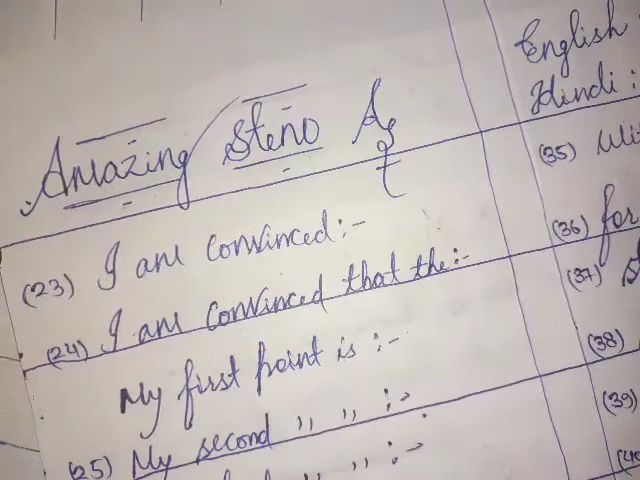 Amazing Steno
(23) I am convinced :-
(24) I am convinced that the :-
My first point is :-
(25) My second ,, ,, :-
,, ,, :-
English :
Hindi :
(35)
(36) for
(37)
(38)
(39)